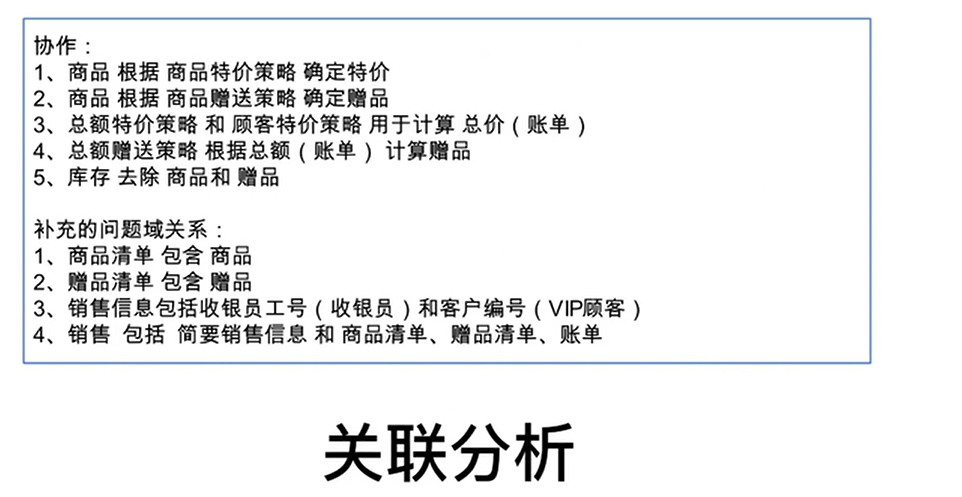 协作：
1、商品 根据 商品特价策略 确定特价
2、商品 根据 商品赠送策略 确定赠品
3、总额特价策略 和 顾客特价策略 用于计算 总价（账单）
4、总额赠送策略 根据总额（账单） 计算赠品
5、库存 去除 商品和 赠品
补充的问题域关系：
1、商品清单 包含 商品
2、赠品清单 包含 赠品
3、销售信息包括收银员工号（收银员）和客户编号（VIP顾客）
4、销售 包括 简要销售信息 和 商品清单、赠品清单、账单
关联分析